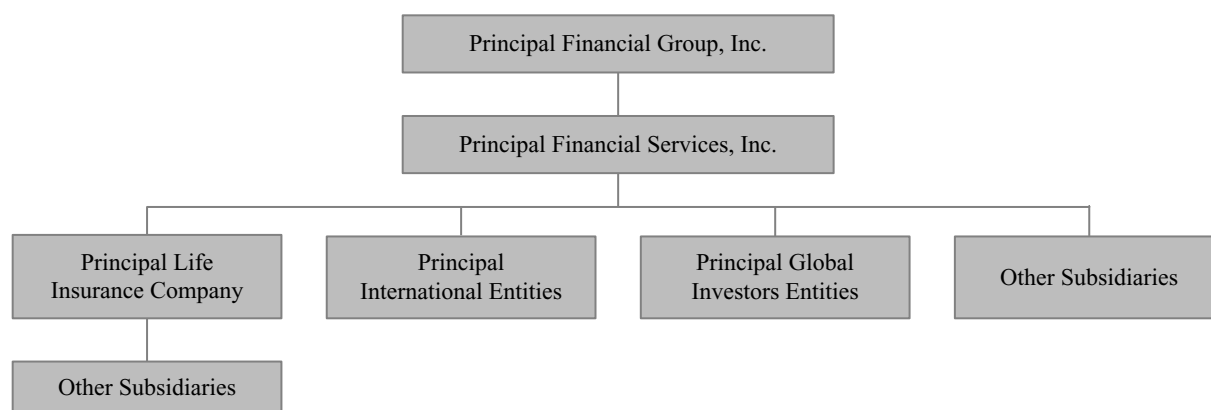 Principal Financial Group, Inc.
Principal Financial Services, Inc.
Principal Life
Insurance Company
Principal
International Entities
Principal Global
Investors Entities
Other Subsidiaries
Other Subsidiaries